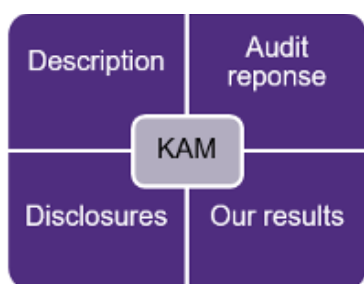 Description
Audit
reponse
KAM
Disclosures
Our results